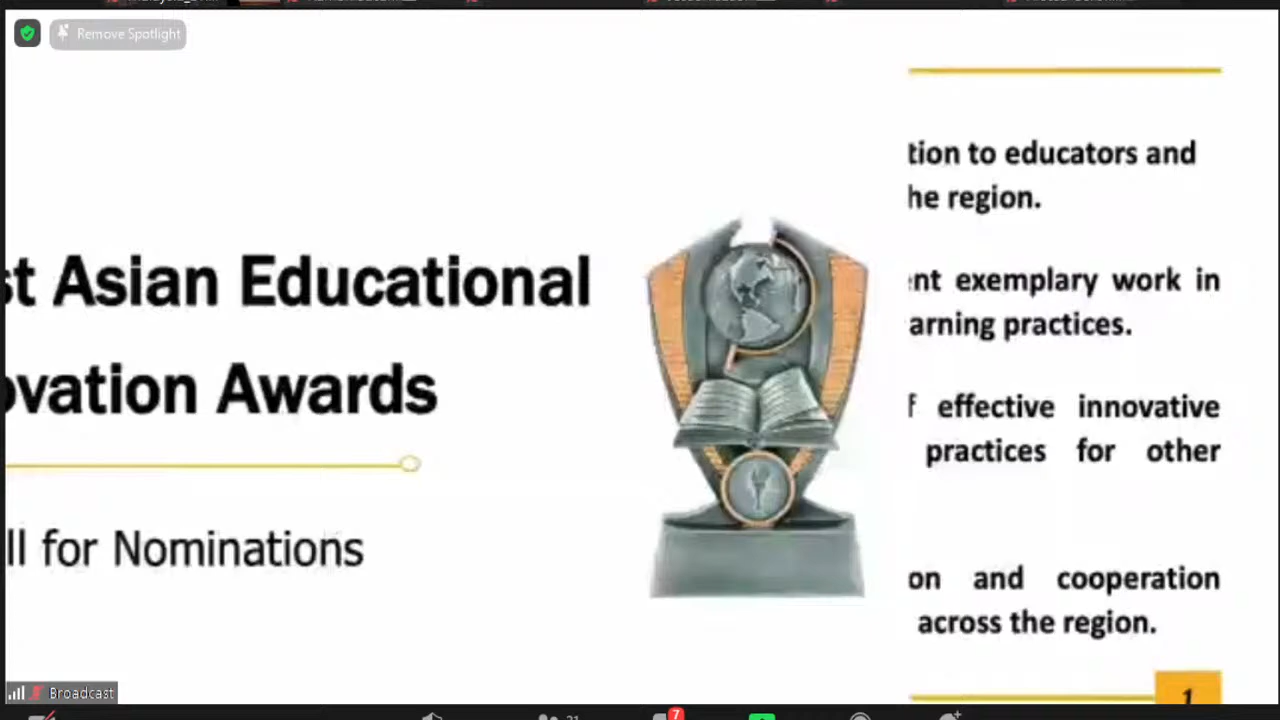 Remove Spotlight
st Asian Educational
ovation Awards
ll for Nominations
tion to educators and
he region.
ent exemplary work in
arning practices.
f effective innovative
practices for other
on and cooperation
across the region.
1
Broadcast
7